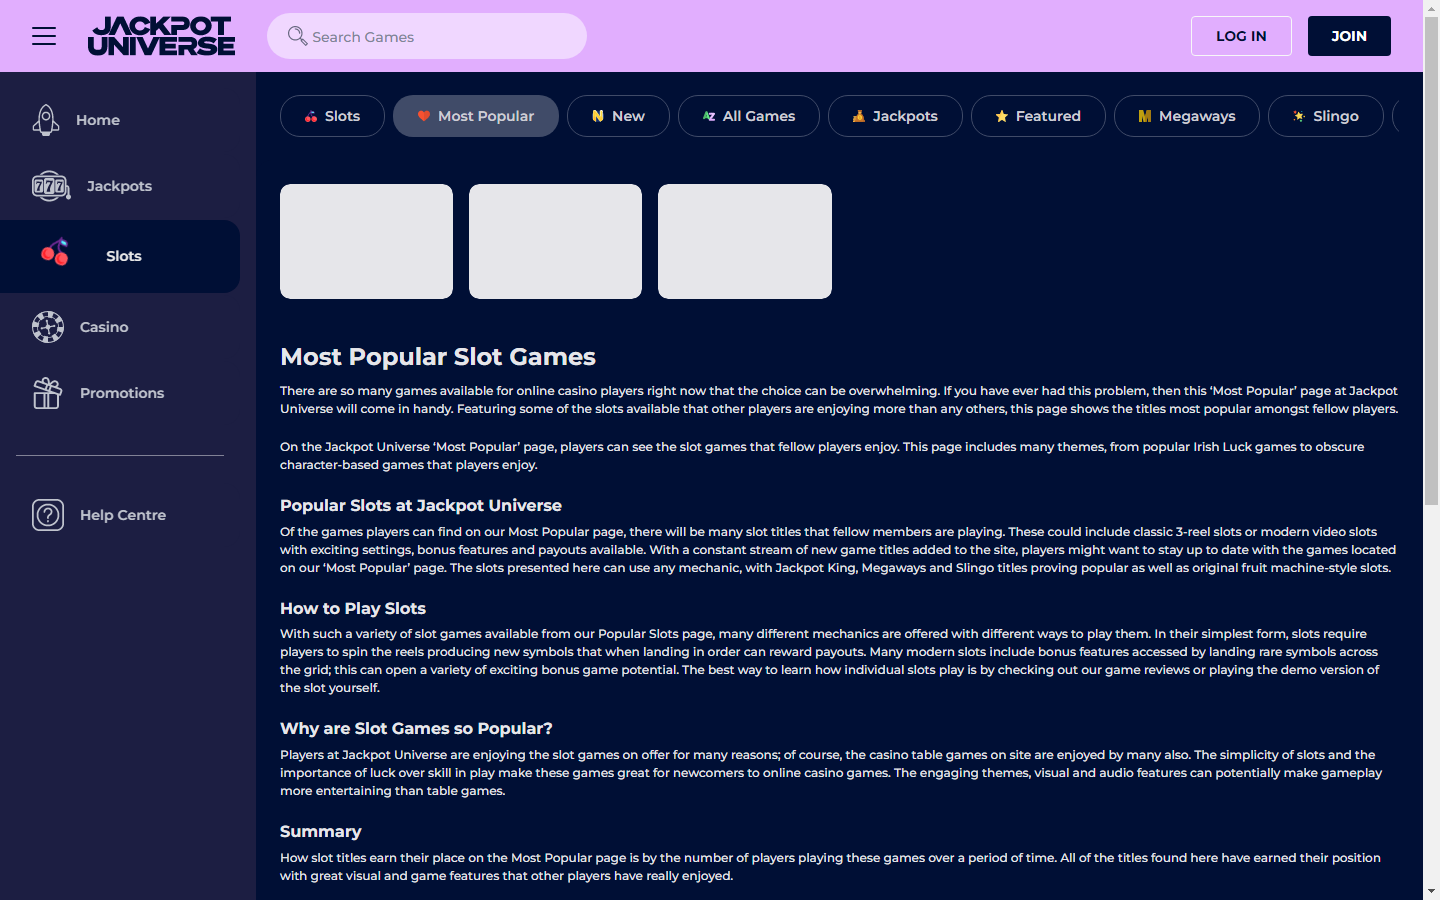 JACKPOT
UNIVERSE
Search Games
LOG IN
JOIN
Home
Jackpots
Slots
Casino
Promotions
Help Centre
Slots
Most Popular
New
All Games
Jackpots
Featured
Megaways
Slingo
Most Popular Slot Games
There are so many games available for online casino players right now that the choice can be overwhelming. If you have ever had this problem, then this ‘Most Popular’ page at Jackpot
Universe will come in handy. Featuring some of the slots available that other players are enjoying more than any others, this page shows the titles most popular amongst fellow players.
On the Jackpot Universe ‘Most Popular’ page, players can see the slot games that fellow players enjoy. This page includes many themes, from popular Irish Luck games to obscure
character-based games that players enjoy.
Popular Slots at Jackpot Universe
Of the games players can find on our Most Popular page, there will be many slot titles that fellow members are playing. These could include classic 3-reel slots or modern video slots
with exciting settings, bonus features and payouts available. With a constant stream of new game titles added to the site, players might want to stay up to date with the games located
on our ‘Most Popular’ page. The slots presented here can use any mechanic, with Jackpot King, Megaways and Slingo titles proving popular as well as original fruit machine-style slots.
How to Play Slots
With such a variety of slot games available from our Popular Slots page, many different mechanics are offered with different ways to play them. In their simplest form, slots require
players to spin the reels producing new symbols that when landing in order can reward payouts. Many modern slots include bonus features accessed by landing rare symbols across
the grid; this can open a variety of exciting bonus game potential. The best way to learn how individual slots play is by checking out our game reviews or playing the demo version of
the slot yourself.
Why are Slot Games so Popular?
Players at Jackpot Universe are enjoying the slot games on offer for many reasons; of course, the casino table games on site are enjoyed by many also. The simplicity of slots and the
importance of luck over skill in play make these games great for newcomers to online casino games. The engaging themes, visual and audio features can potentially make gameplay
more entertaining than table games.
Summary
How slot titles earn their place on the Most Popular page is by the number of players playing these games over a period of time. All of the titles found here have earned their position
with great visual and game features that other players have really enjoyed.